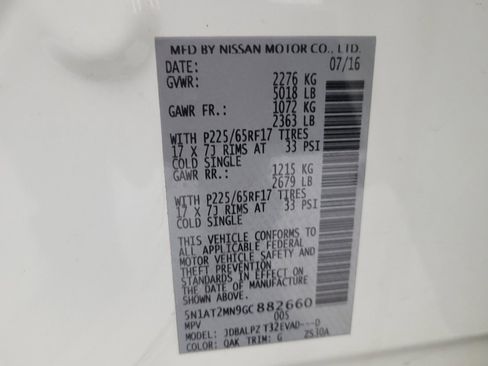 MFD BY NISSAN MOTOR CO., LTD.
DATE: 07/16
GVWR: 2276 KG
5018 LB
GAWR FR.: 1072 KG
2363 LB
WITH P225/65RF17 TIRES
17 X 7J RIMS AT 33 PSI
COLD SINGLE
GAWR RR.: 1215 KG
2679 LB
WITH P225/65RF17 TIRES
17 X 7J RIMS AT 33 PSI
COLD SINGLE
THIS VEHICLE CONFORMS TO
ALL APPLICABLE FEDERAL
MOTOR VEHICLE SAFETY AND
THEFT PREVENTION
STANDARDS IN EFFECT ON
THE DATE OF MANUFACTURE
SHOWN ABOVE.
5N1AT2MN9GC882660
MPV 005
MODEL: JDBALPZ T32EVAD---D
COLOR: QAK TRIM: G 2530A